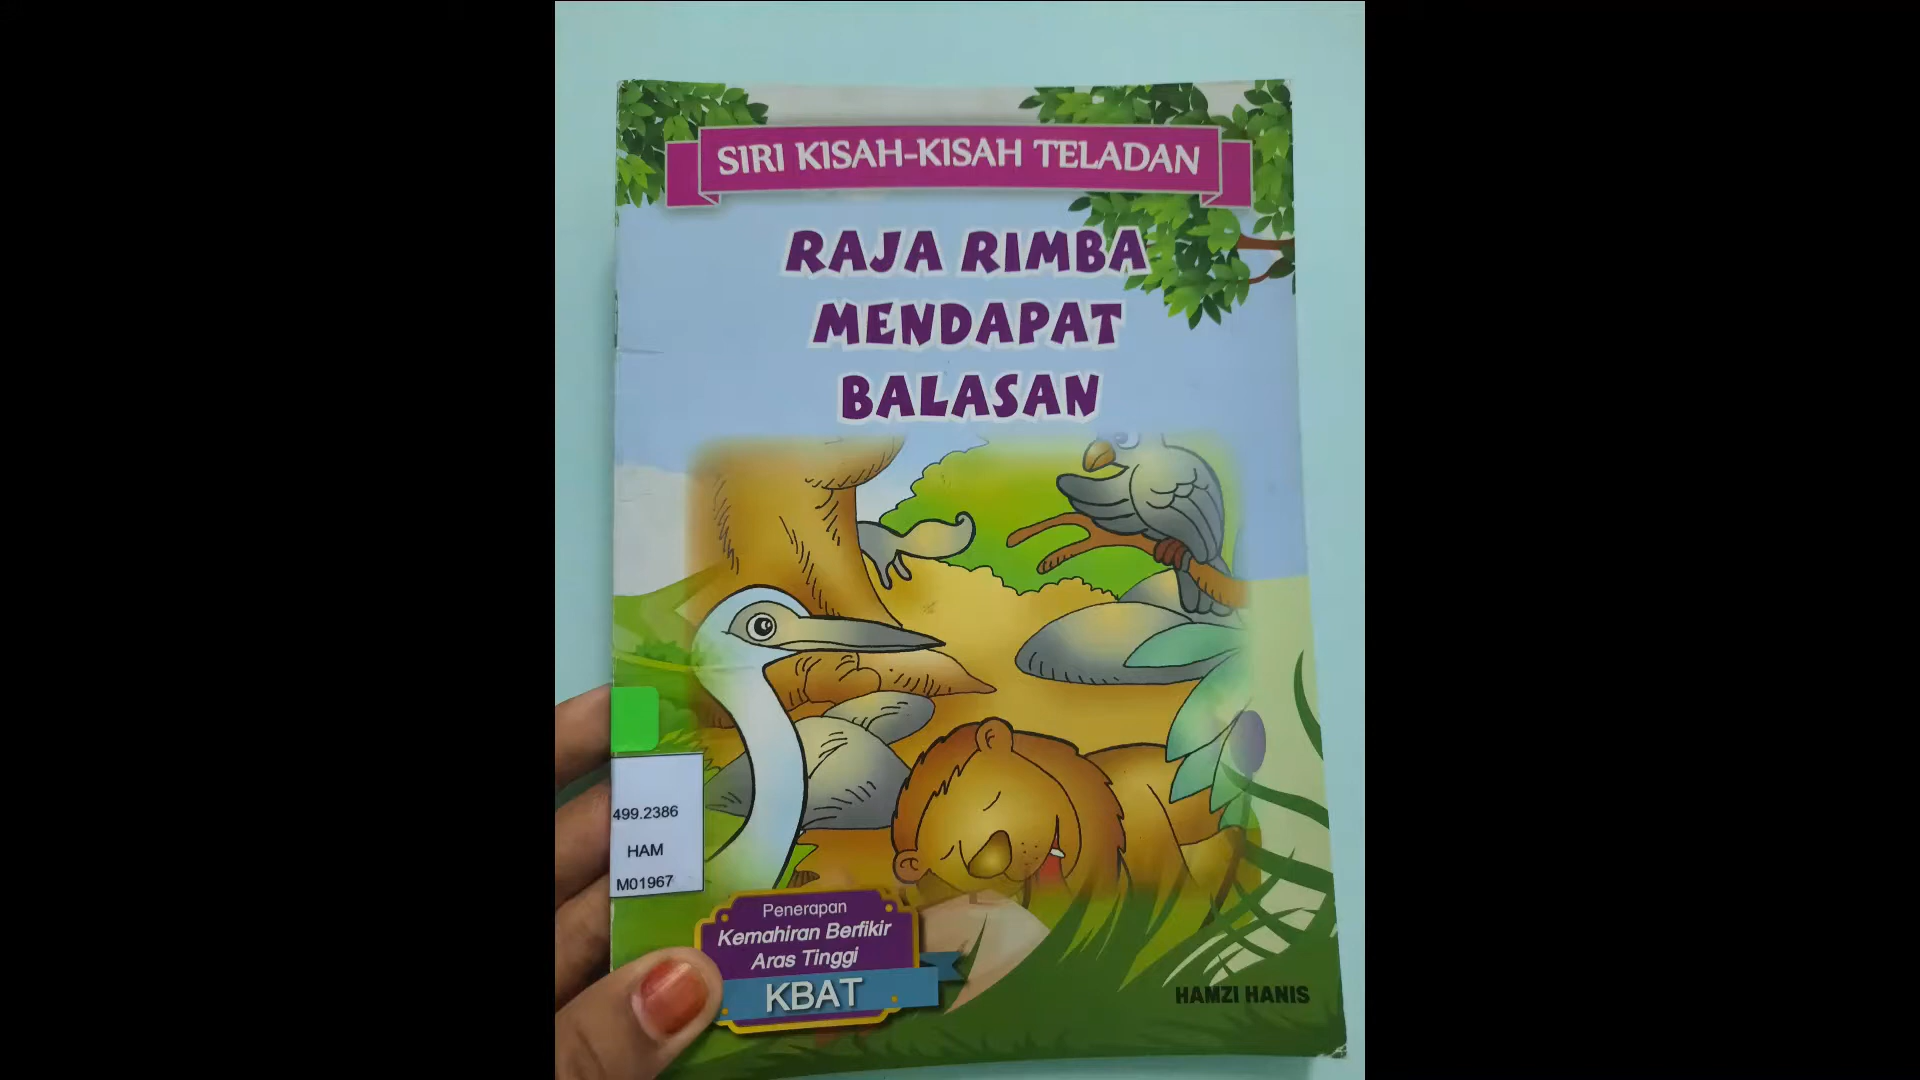 SIRI KISAH-KISAH TELADAN
RAJA RIMBA
MENDAPAT
BALASAN
499.2386
HAM
M01967
Penerapan
Kemahiran Berfikir
Aras Tinggi
KBAT
HAMZI HANIS